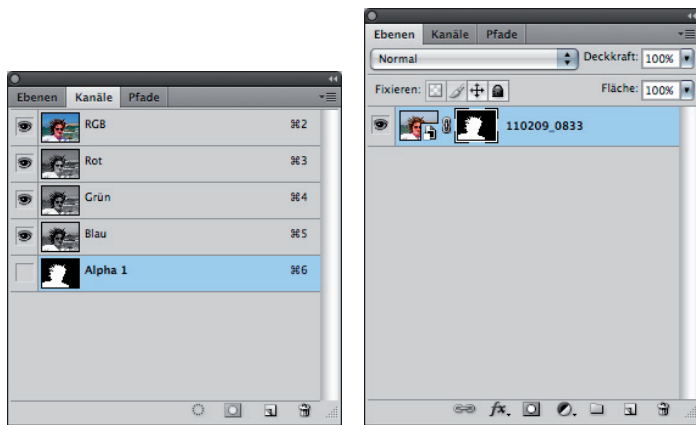 Ebenen Kanäle Pfade
RGB ⌘2
Rot ⌘3
Grün ⌘4
Blau ⌘5
Alpha 1 ⌘6
Ebenen Kanäle Pfade
Normal Deckkraft: 100%
Fixieren: Fläche: 100%
110209_0833
fx.